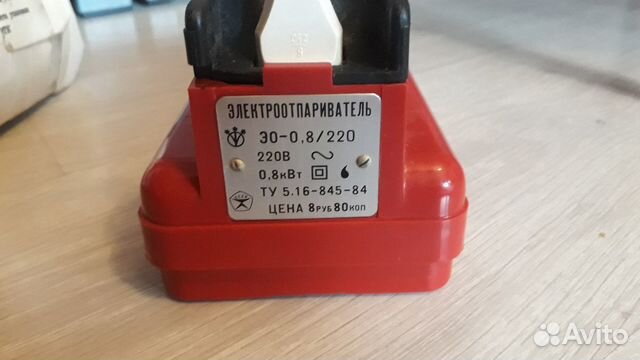 ЭЛЕКТРООТПАРИВАТЕЛЬ
ЭО-0,8/220
220В
0,8кВт
ТУ 5.16-845-84
ЦЕНА 8РУБ80КОП
Avito